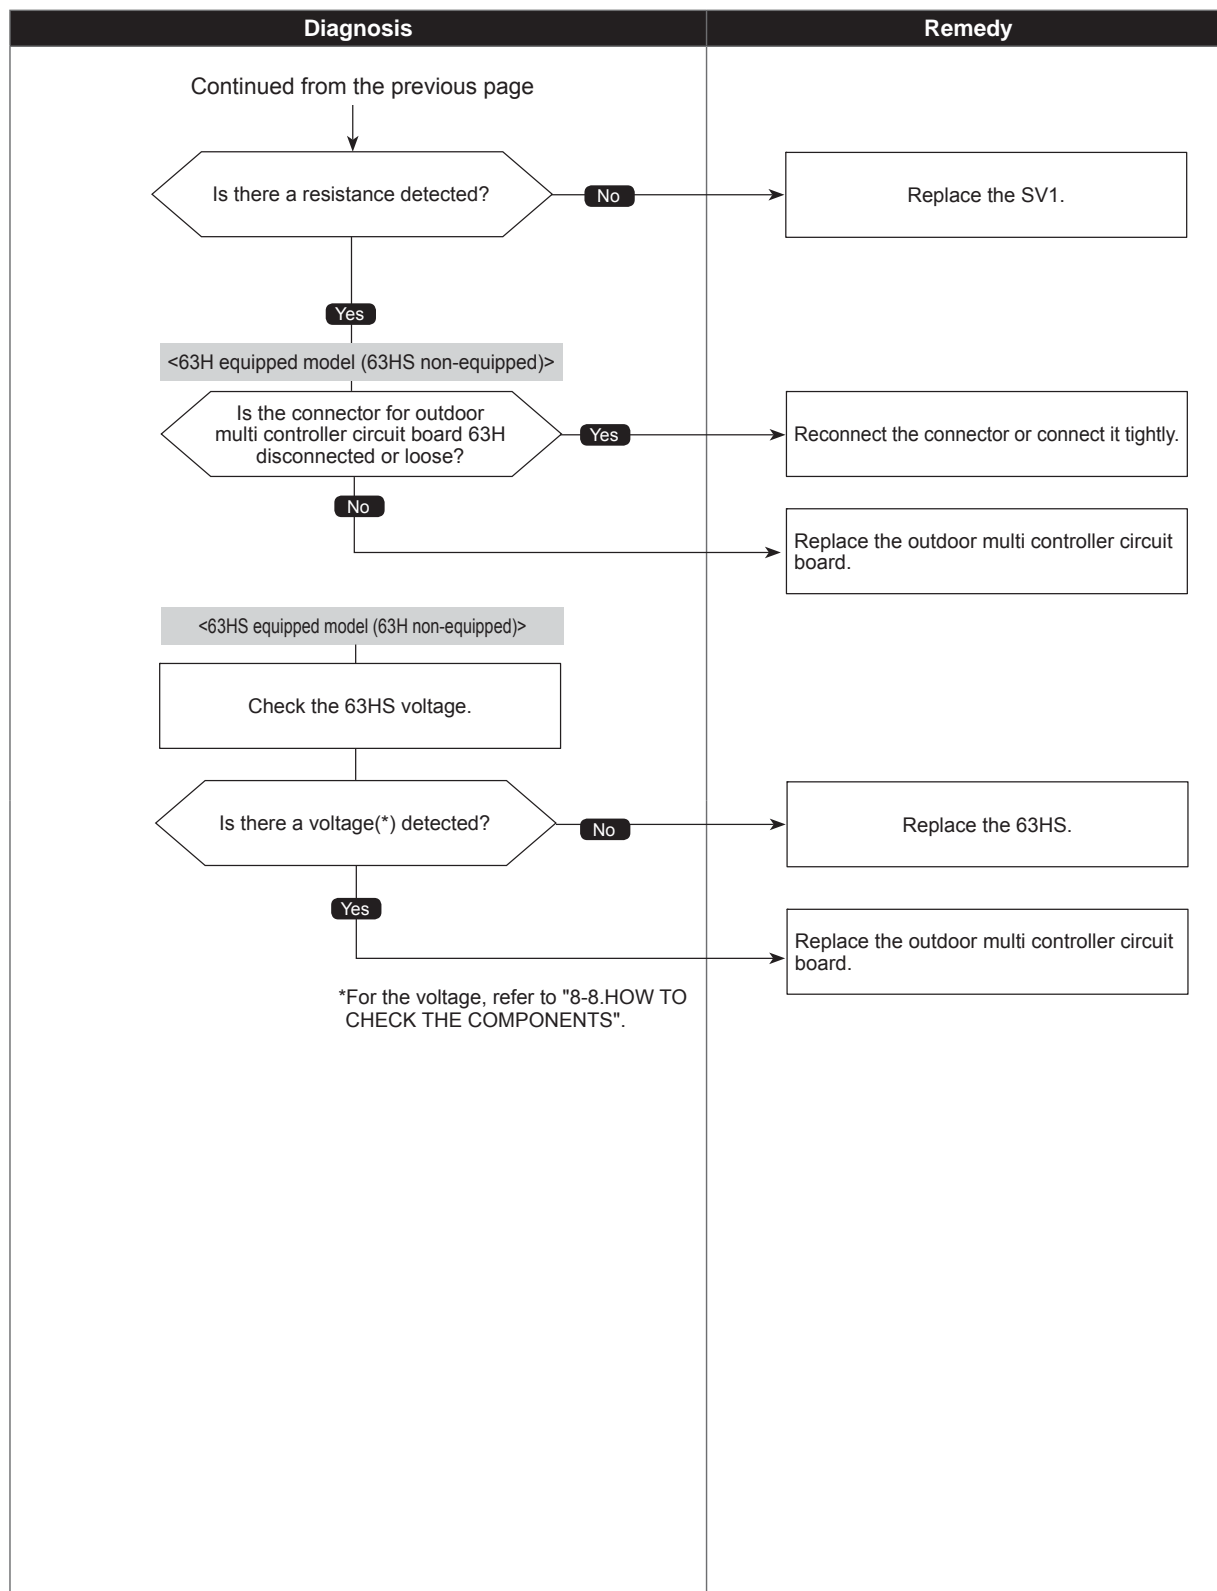 Diagnosis
Remedy
Continued from the previous page
Is there a resistance detected?
No
Replace the SV1.
Yes
<63H equipped model (63HS non-equipped)>
Is the connector for outdoor
multi controller circuit board 63H
disconnected or loose?
Yes
Reconnect the connector or connect it tightly.
No
Replace the outdoor multi controller circuit
board.
<63HS equipped model (63H non-equipped)>
Check the 63HS voltage.
Is there a voltage(*) detected?
No
Replace the 63HS.
Yes
Replace the outdoor multi controller circuit
board.
*For the voltage, refer to "8-8.HOW TO
CHECK THE COMPONENTS".